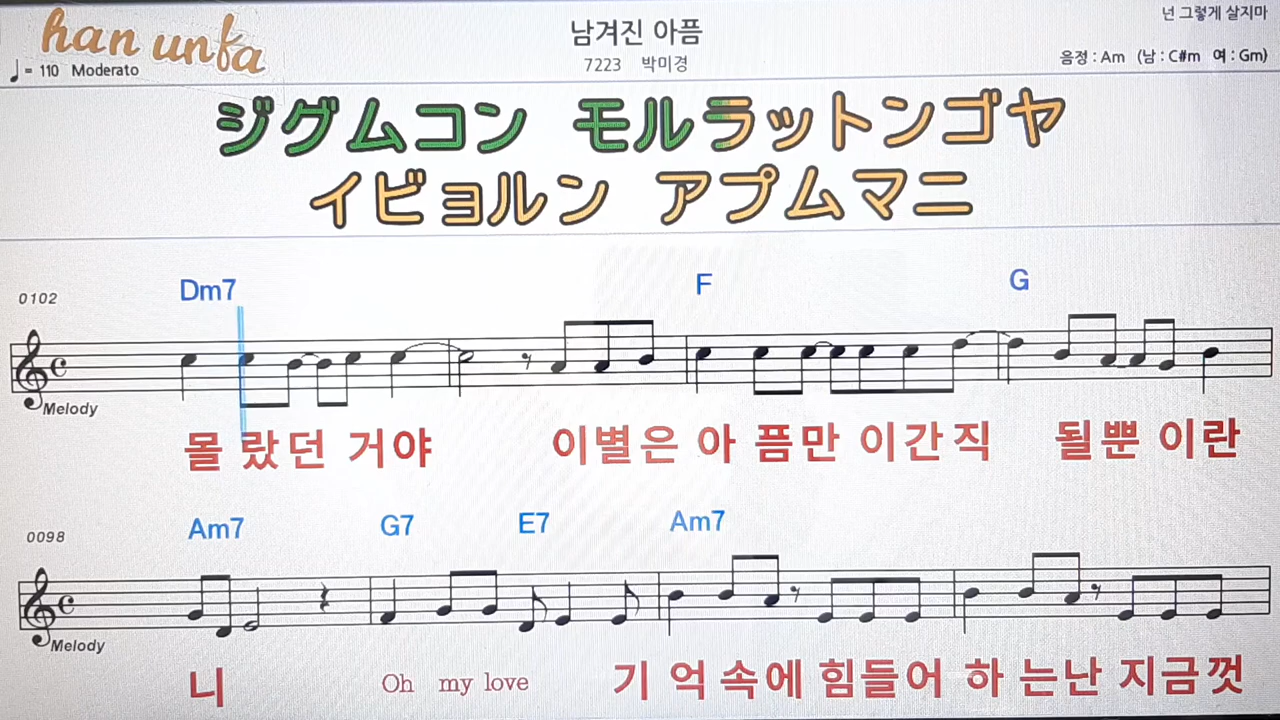 han unfa
남겨진 아픔
넌 그렇게 살지마
♩= 110 Moderato
7223 박미경
음정 : Am (남 : C#m 여 : Gm)
ジグムコン モルラットンゴヤ
イビョルン アプムマニ
Dm7 F G
0102
Melody
몰 랐던 거야 이별은 아 픔만 이간직 될뿐 이란
Am7 G7 E7 Am7
0098
Melody
니 Oh my love 기 억 속에 힘들어 하 는난 지금껏